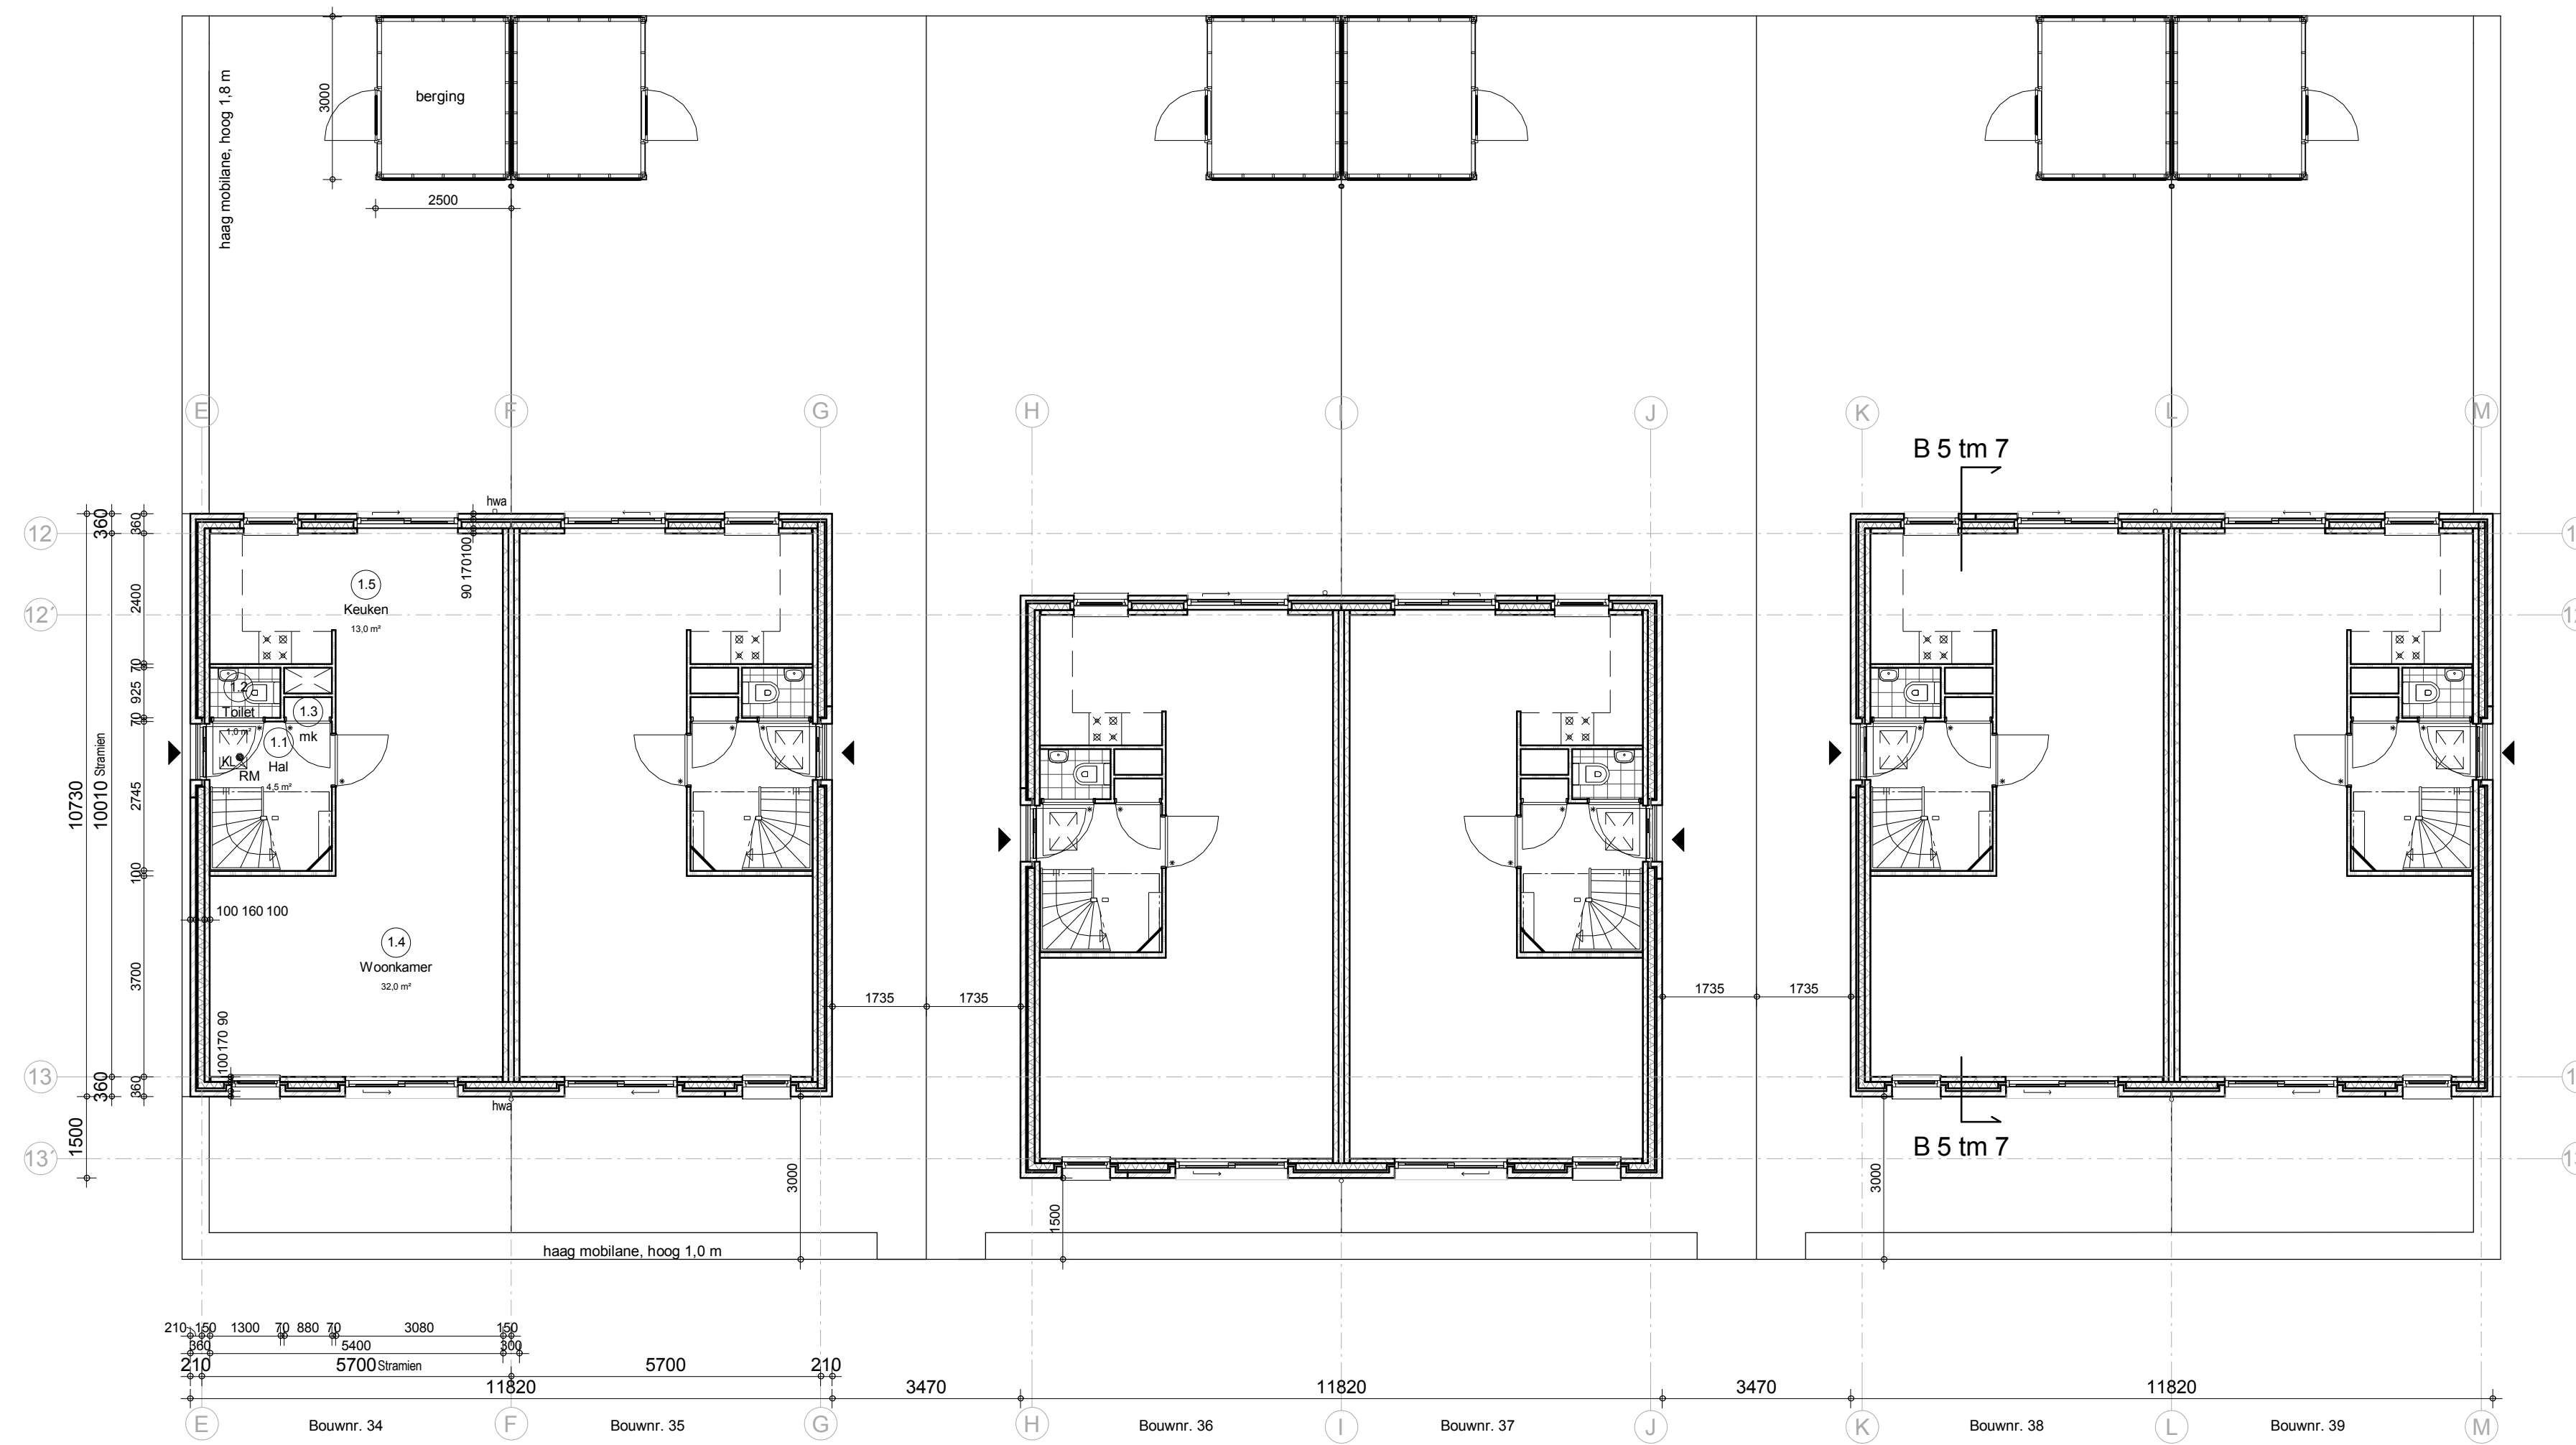 haag mobilane, hoog 1,8 m
3000
berging
2500
E
F
G
H
I
J
K
L
M
B 5 tm 7
hwa
12
12'
13
13'
360
10010 Stramien
360
10730
1500
360
2400
70
925
70
2745
100
3700
360
90 170 100
1.5
Keuken
13,0 m²
1.2
Toilet
1,0 m²
1.3
mk
1.1
Hal
4,5 m²
KL
RM
100 160 100
1.4
Woonkamer
32,0 m²
100 170 90
hwa
1735
1735
1735
1735
B 5 tm 7
3000
1500
3000
haag mobilane, hoog 1,0 m
210 150 1300 70 880 70 3080 150
360 5400 300
210 5700 Stramien 5700 210
11820 3470 11820 3470 11820
E
F
G
H
I
J
K
L
M
Bouwnr. 34
Bouwnr. 35
Bouwnr. 36
Bouwnr. 37
Bouwnr. 38
Bouwnr. 39